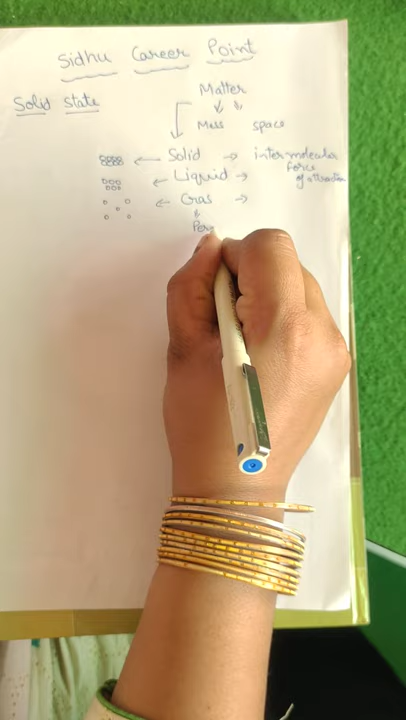 Sidhu Career Point
Solid state
Matter
Mass space
Solid → intermolecular
force
of attraction
← Liquid →
← Gas →